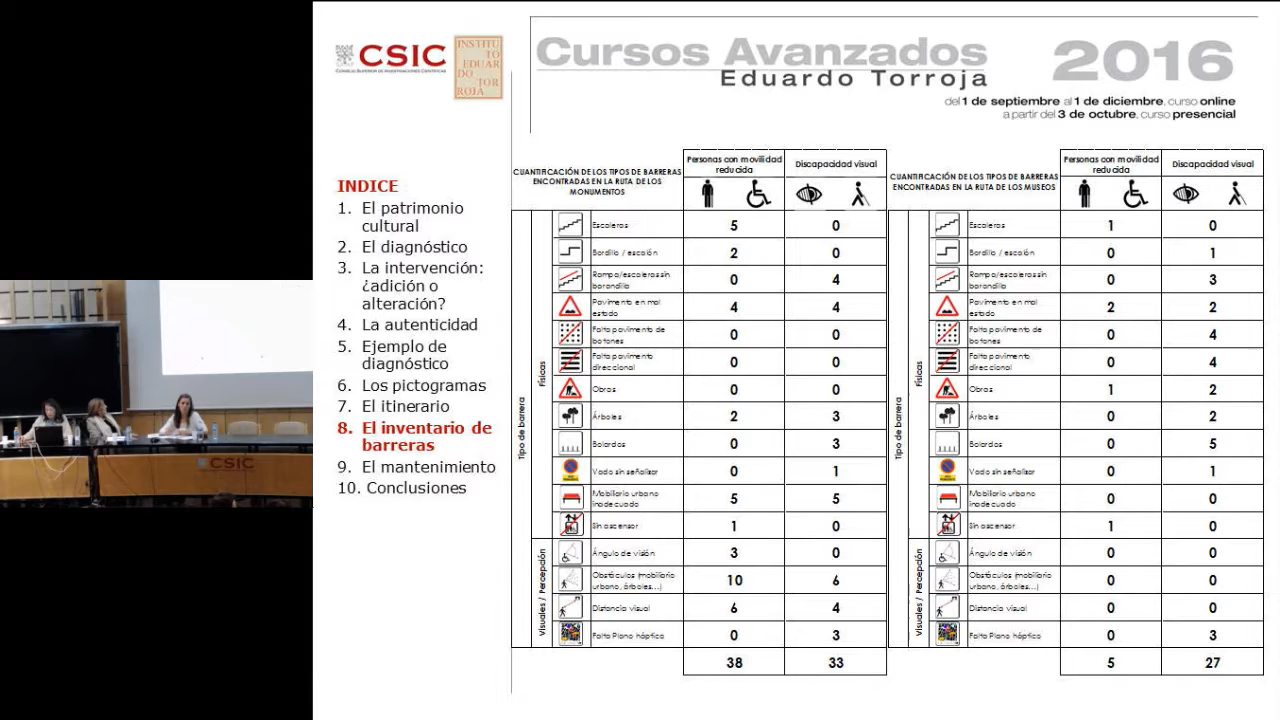 CSIC
CONSEJO SUPERIOR DE INVESTIGACIONES CIENTÍFICAS
INSTITU
TO
EDUAR
DO
TOR
ROJA
Cursos Avanzados
Eduardo Torroja
2016
del 1 de septiembre al 1 de diciembre, curso online
a partir del 3 de octubre, curso presencial
INDICE
1. El patrimonio
cultural
2. El diagnóstico
3. La intervención:
¿adición o
alteración?
4. La autenticidad
5. Ejemplo de
diagnóstico
6. Los pictogramas
7. El itinerario
8. El inventario de
barreras
9. El mantenimiento
10. Conclusiones
CSIC
CUANTIFICACIÓN DE LOS TIPOS DE BARRERAS
ENCONTRADAS EN LA RUTA DE LOS
MONUMENTOS
Personas con movilidad
reducida
Discapacidad visual
Tipo de barrera
Físicas
Escaleras 5 0
Bordillo / escalón 2 0
Rampa/escaleras sin
barandilla 0 4
Pavimento en mal
estado 4 4
Falta pavimento de
botones 0 0
Falta pavimento
direccional 0 0
Obras 0 0
Árboles 2 3
Bolardos 0 3
Vado sin señalizar 0 1
Mobiliario urbano
inadecuado 5 5
Sin ascensor 1 0
Visuales / Percepción
Ángulo de visión 3 0
Obstáculos (mobiliario
urbano, árboles...) 10 6
Distancia visual 6 4
Falta Plano háptico 0 3
38 33
CUANTIFICACIÓN DE LOS TIPOS DE BARRERAS
ENCONTRADAS EN LA RUTA DE LOS MUSEOS
Personas con movilidad
reducida
Discapacidad visual
Tipo de barrera
Físicas
Escaleras 1 0
Bordillo / escalón 0 1
Rampa/escaleras sin
barandilla 0 3
Pavimento en mal
estado 2 2
Falta pavimento de
botones 0 4
Falta pavimento
direccional 0 4
Obras 1 2
Árboles 0 2
Bolardos 0 5
Vado sin señalizar 0 1
Mobiliario urbano
inadecuado 0 0
Sin ascensor 1 0
Visuales / Percepción
Ángulo de visión 0 0
Obstáculos (mobiliario
urbano, árboles...) 0 0
Distancia visual 0 0
Falta Plano háptico 0 3
5 27